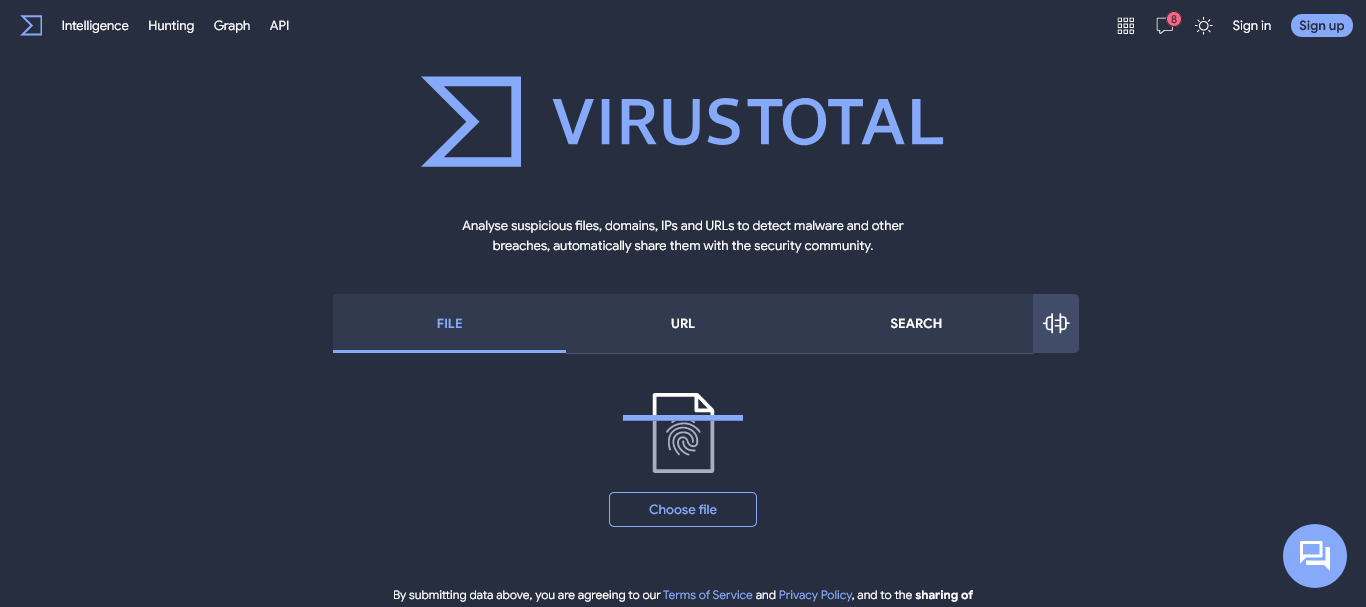 Intelligence Hunting Graph API 8 Sign in Sign up
VIRUSTOTAL
Analyse suspicious files, domains, IPs and URLs to detect malware and other
breaches, automatically share them with the security community.
FILE URL SEARCH
Choose file
By submitting data above, you are agreeing to our Terms of Service and Privacy Policy, and to the sharing of